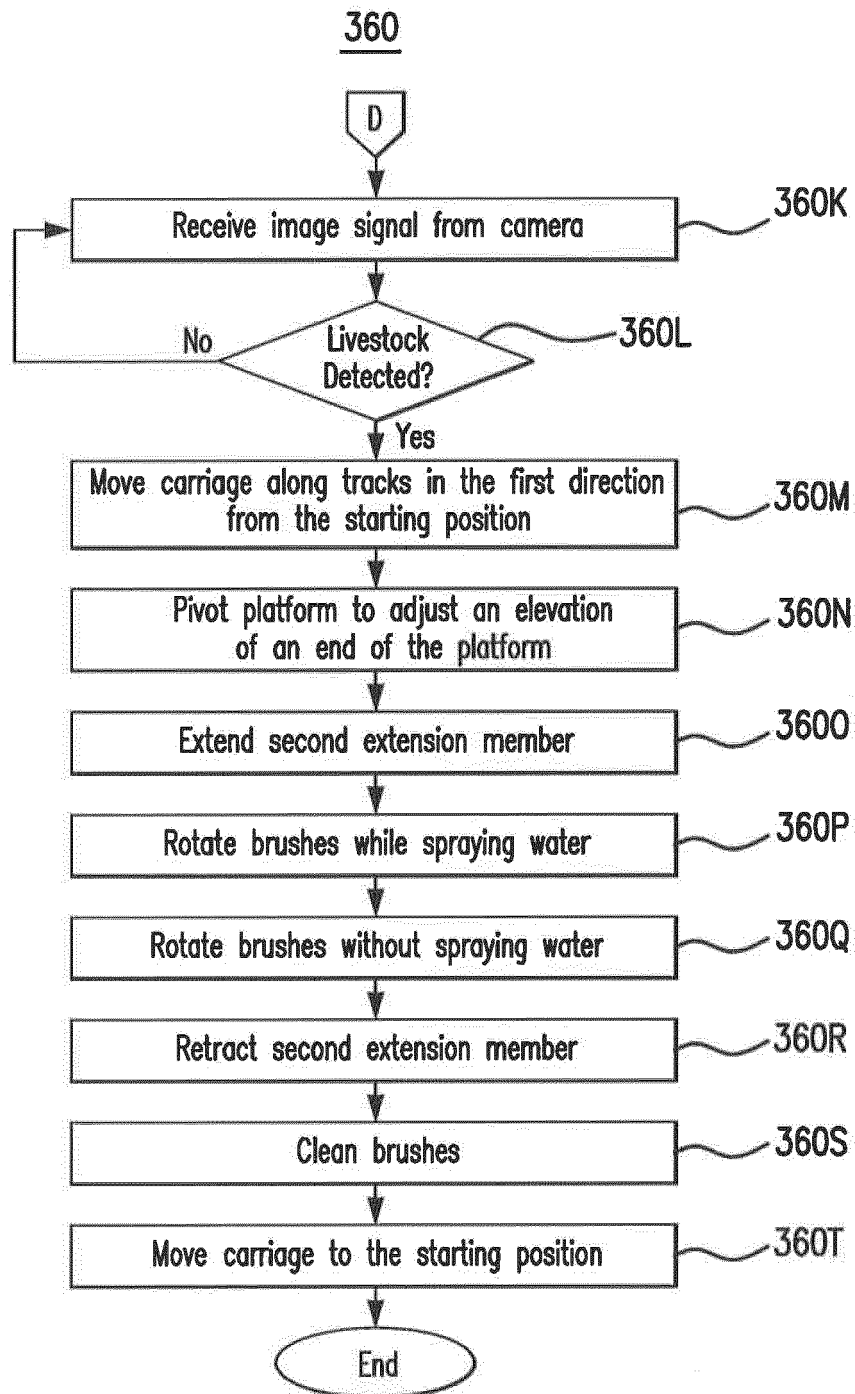 360
D
Receive image signal from camera
360K
No
Livestock
Detected?
360L
Yes
Move carriage along tracks in the first direction
from the starting position
360M
Pivot platform to adjust an elevation
of an end of the platform
360N
Extend second extension member
360O
Rotate brushes while spraying water
360P
Rotate brushes without spraying water
360Q
Retract second extension member
360R
Clean brushes
360S
Move carriage to the starting position
360T
End